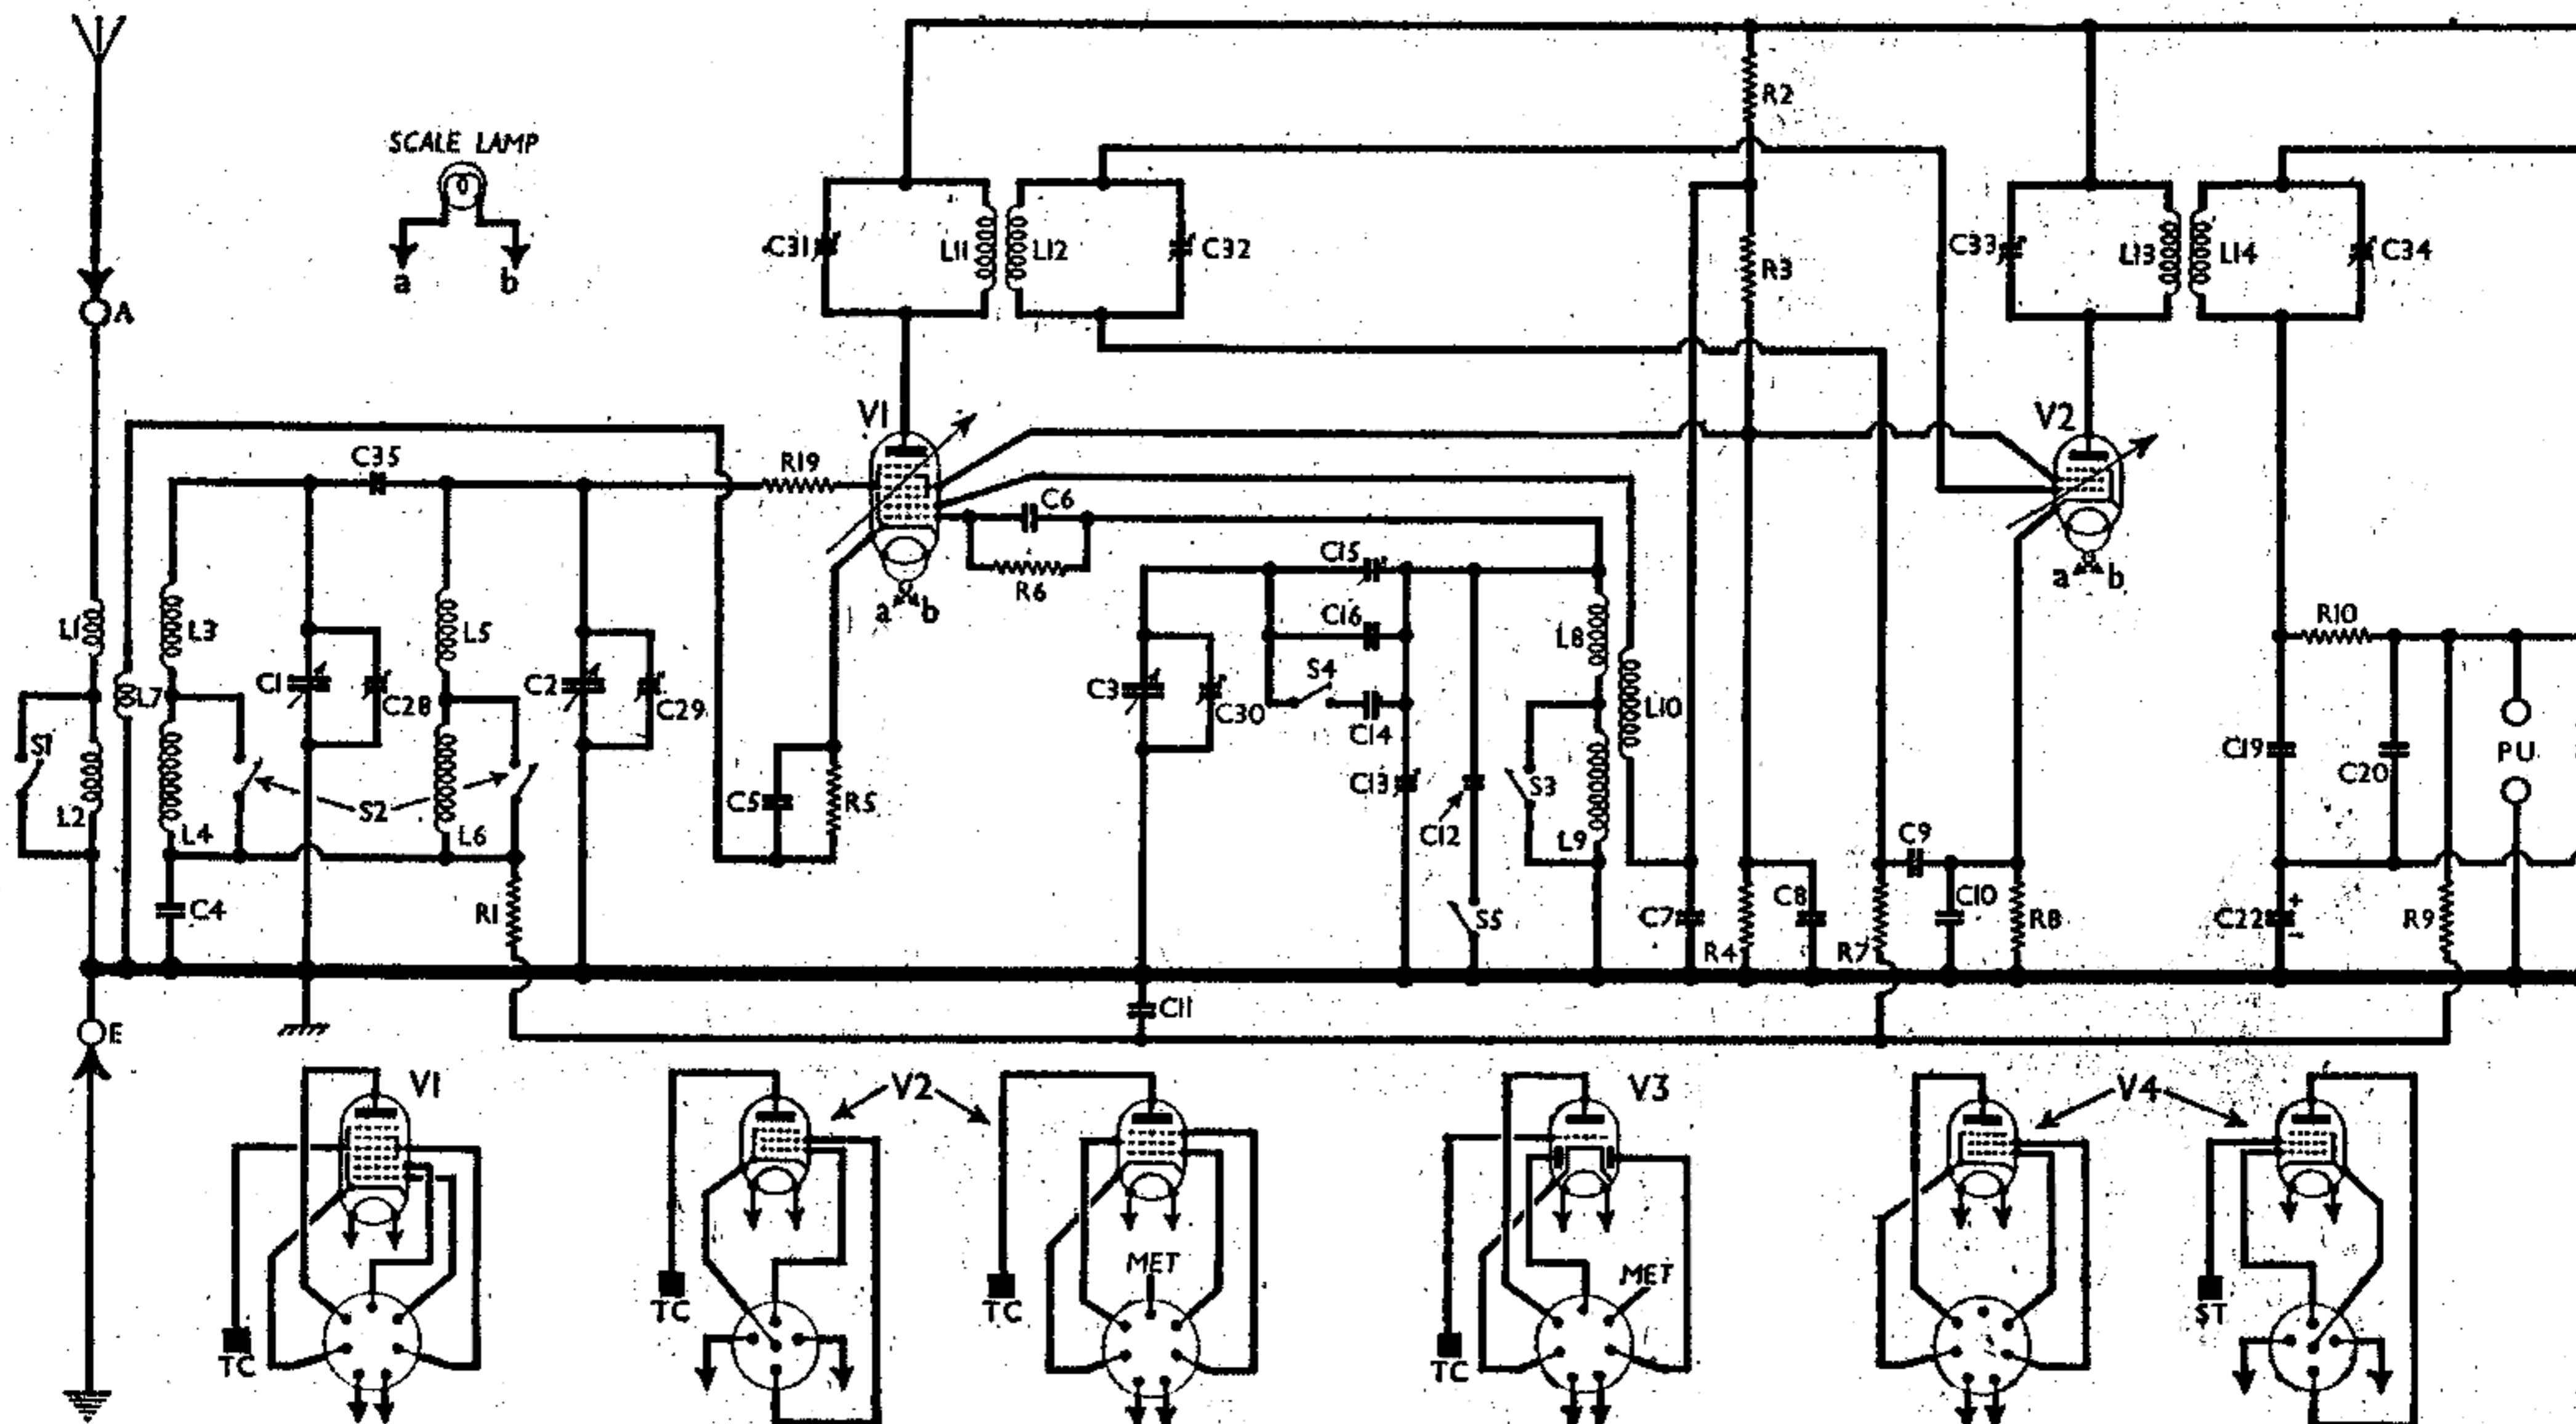 R2
SCALE LAMP
a b
C31 L11 L12 C32
R3
C33 L13 L14 C34
A
V1
V2
C35
R19
C6
R6
a b
a b
C15
C16
S4
C14
C13
C12
S5
L8
S3
L9
L10
R10
L1
L3
L5
C1
C28
C2
C29
L7
S1
L2
L4
S2
L6
C5
R5
C3
C30
C19
C20
PU
C4
R1
C7
R4
C8
R7
C9
C10
R8
C22
+
−
R9
E
C11
V1
V2
V3
V4
MET
MET
TC
TC
TC
TC
ST